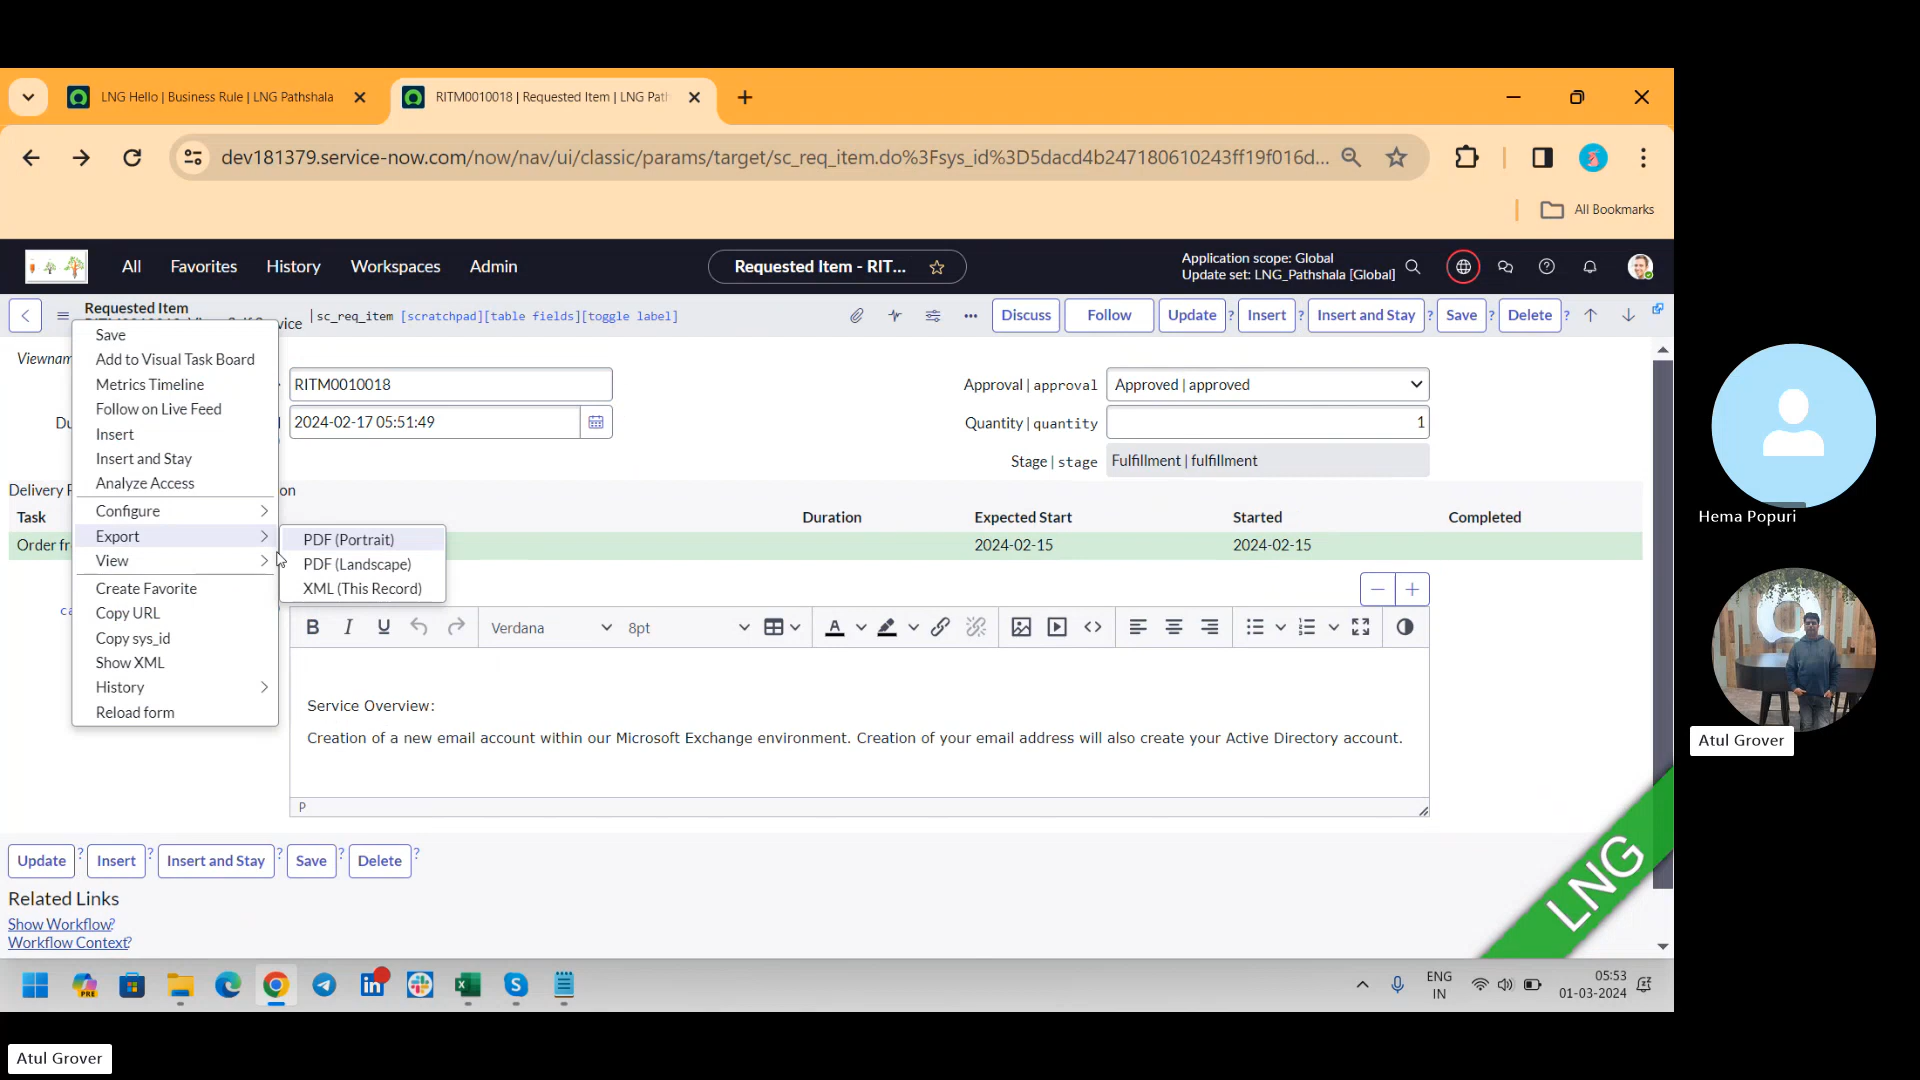 LNG Hello | Business Rule | LNG Pathshala
RITM0010018 | Requested Item | LNG Pat
dev181379.service-now.com/now/nav/ui/classic/params/target/sc_req_item.do%3Fsys_id%3D5dacd4b247180610243ff19f016d...
All Bookmarks
All Favorites History Workspaces Admin
Requested Item - RIT...
Application scope: Global
Update set: LNG_Pathshala [Global]
Requested Item
|sc_req_item [scratchpad][table fields][toggle label]
Discuss Follow Update ? Insert ? Insert and Stay ? Save ? Delete ?
Viewnam
Save
Add to Visual Task Board
Metrics Timeline
Follow on Live Feed
Insert
Insert and Stay
Analyze Access
Configure
Export
View
Create Favorite
Copy URL
Copy sys_id
Show XML
History
Reload form
PDF (Portrait)
PDF (Landscape)
XML (This Record)
RITM0010018
Approval | approval Approved | approved
Du
2024-02-17 05:51:49
Quantity | quantity 1
Stage | stage Fulfillment | fulfillment
Delivery
on
Task Duration Expected Start Started Completed
Order fr 2024-02-15 2024-02-15
ca
B I U Verdana 8pt
Service Overview:
Creation of a new email account within our Microsoft Exchange environment. Creation of your email address will also create your Active Directory account.
P
Update ? Insert ? Insert and Stay ? Save ? Delete ?
Related Links
Show Workflow?
Workflow Context?
LNG
PRE
ENG
IN
05:53
01-03-2024
Hema Popuri
Atul Grover
Atul Grover